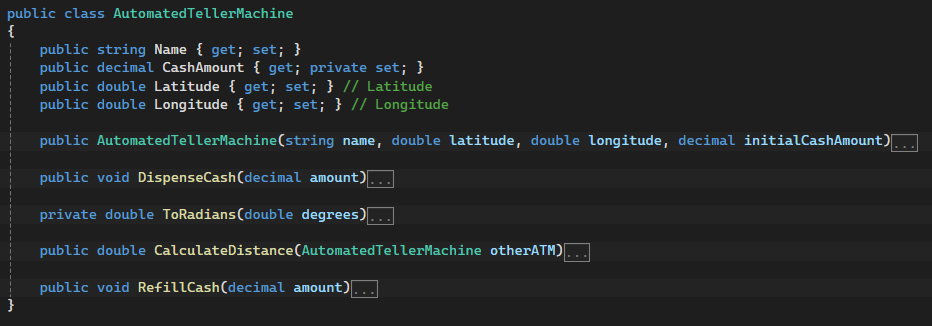 public class AutomatedTellerMachine
{
    public string Name { get; set; }
    public decimal CashAmount { get; private set; }
    public double Latitude { get; set; } // Latitude
    public double Longitude { get; set; } // Longitude
    public AutomatedTellerMachine(string name, double latitude, double longitude, decimal initialCashAmount)...
    public void DispenseCash(decimal amount)...
    private double ToRadians(double degrees)...
    public double CalculateDistance(AutomatedTellerMachine otherATM)...
    public void RefillCash(decimal amount)...
}